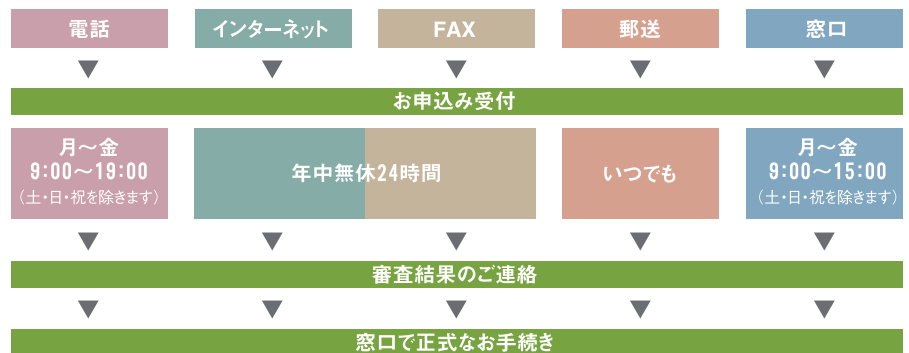 電話
インターネット
FAX
郵送
窓口
お申込み受付
月〜金
9:00〜19:00
（土・日・祝を除きます）
年中無休24時間
いつでも
月〜金
9:00〜15:00
（土・日・祝を除きます）
審査結果のご連絡
窓口で正式なお手続き